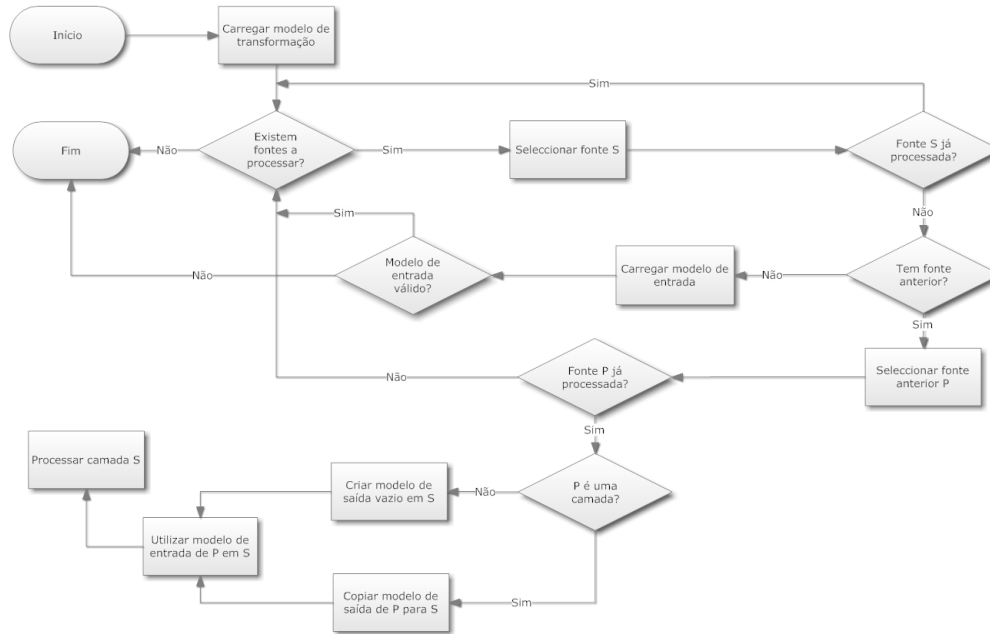 Início
Carregar modelo de
transformação
Sim
Existem
fontes a
processar?
Não
Fim
Sim
Seleccionar fonte S
Fonte S já
processada?
Não
Sim
Modelo de
entrada
válido?
Não
Carregar modelo de
entrada
Não
Tem fonte
anterior?
Sim
Seleccionar fonte
anterior P
Fonte P já
processada?
Não
Sim
P é uma
camada?
Não
Criar modelo de
saída vazio em S
Processar camada S
Utilizar modelo de
entrada de P em S
Copiar modelo de
saída de P para S
Sim